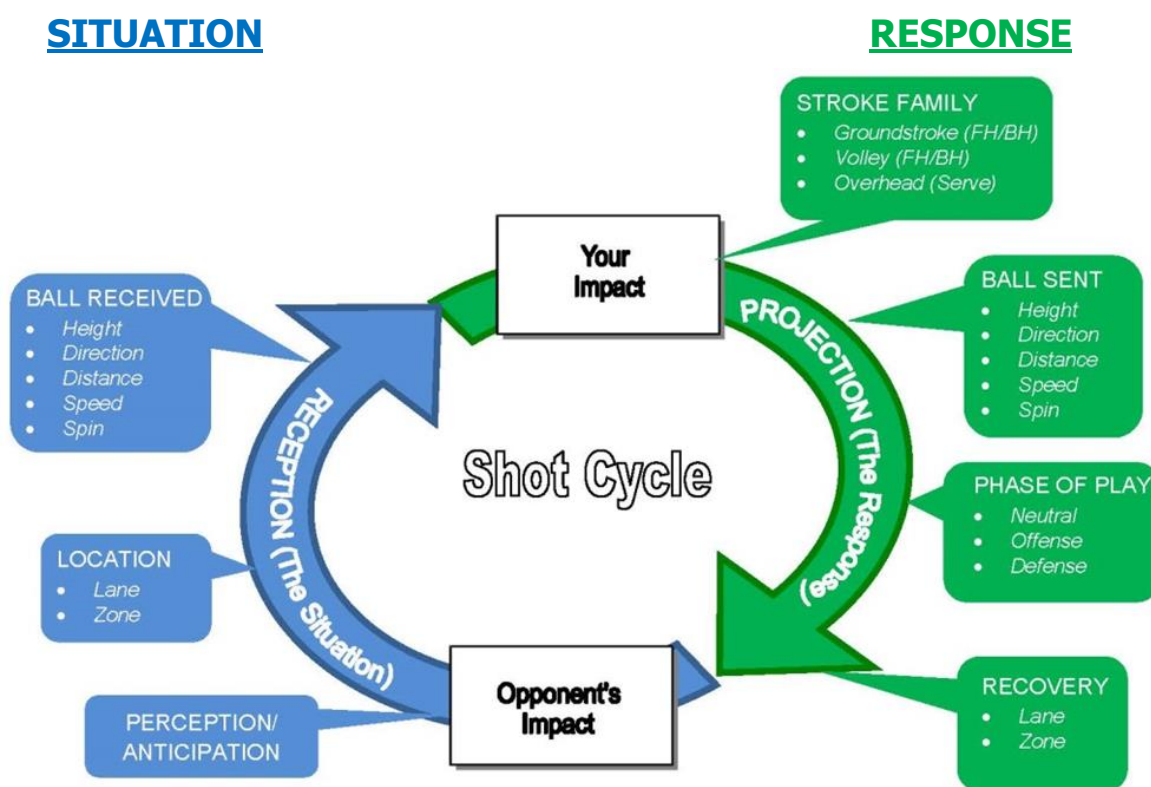 SITUATION
RESPONSE
STROKE FAMILY
• Groundstroke (FH/BH)
• Volley (FH/BH)
• Overhead (Serve)
Your
Impact
BALL RECEIVED
• Height
• Direction
• Distance
• Speed
• Spin
BALL SENT
• Height
• Direction
• Distance
• Speed
• Spin
RECEPTION (The Situation)
Shot Cycle
PROJECTION (The Response)
PHASE OF PLAY
• Neutral
• Offense
• Defense
LOCATION
• Lane
• Zone
PERCEPTION/
ANTICIPATION
Opponent's
Impact
RECOVERY
• Lane
• Zone